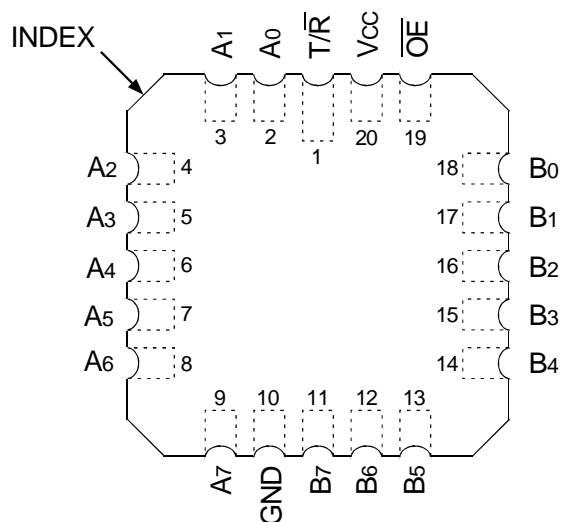 INDEX
A1 A0 T/R̅ VCC O̅E̅
3 2 1 20 19
A2 4 18 B0
A3 5 17 B1
A4 6 16 B2
A5 7 15 B3
A6 8 14 B4
9 10 11 12 13
A7 GND B7 B6 B5